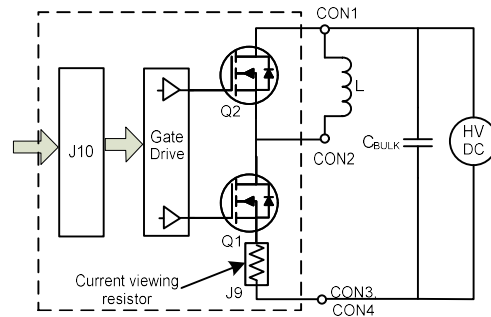 CON1
Q2
L
J10
Gate
Drive
CON2
CBULK
HV
DC
Q1
Current viewing
resistor
J9
CON3.
CON4